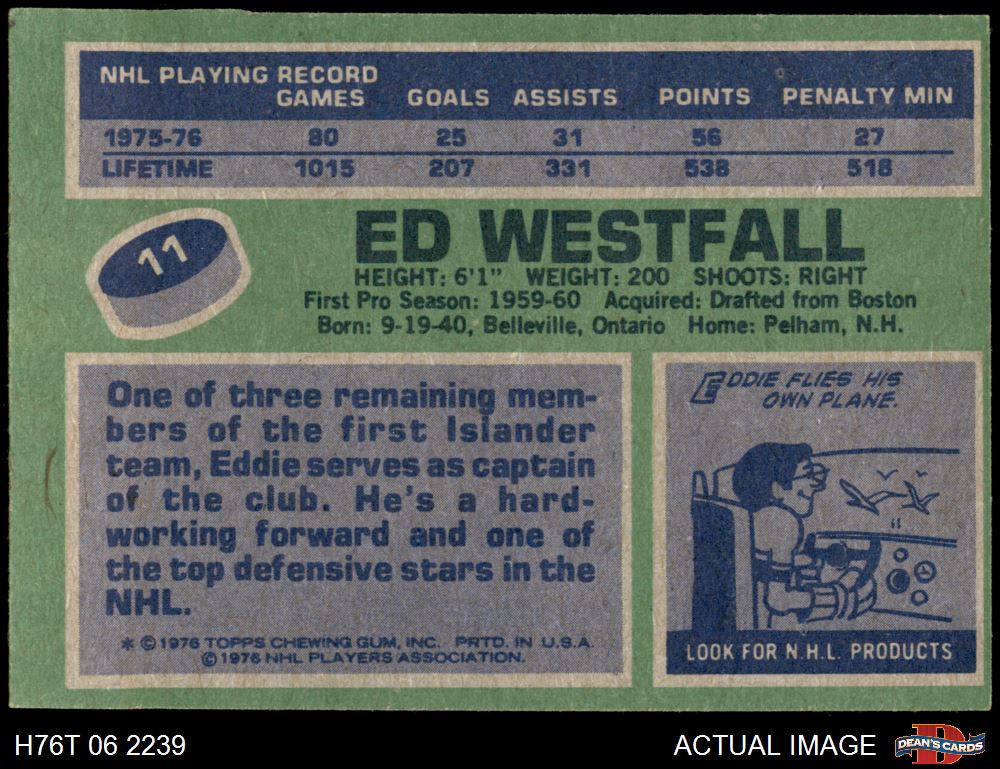 NHL PLAYING RECORD
GAMES GOALS ASSISTS POINTS PENALTY MIN
1975-76 80 25 31 56 27
LIFETIME 1015 207 331 538 518
11
ED WESTFALL
HEIGHT: 6'1" WEIGHT: 200 SHOOTS: RIGHT
First Pro Season: 1959-60 Acquired: Drafted from Boston
Born: 9-19-40, Belleville, Ontario Home: Pelham, N.H.
One of three remaining mem-
bers of the first Islander
team, Eddie serves as captain
of the club. He's a hard-
working forward and one of
the top defensive stars in the
NHL.
* © 1976 TOPPS CHEWING GUM, INC. PRTD. IN U.S.A.
© 1976 NHL PLAYERS ASSOCIATION.
EDDIE FLIES HIS
OWN PLANE.
LOOK FOR N.H.L. PRODUCTS
H76T 06 2239
ACTUAL IMAGE
D
DEAN'S CARDS